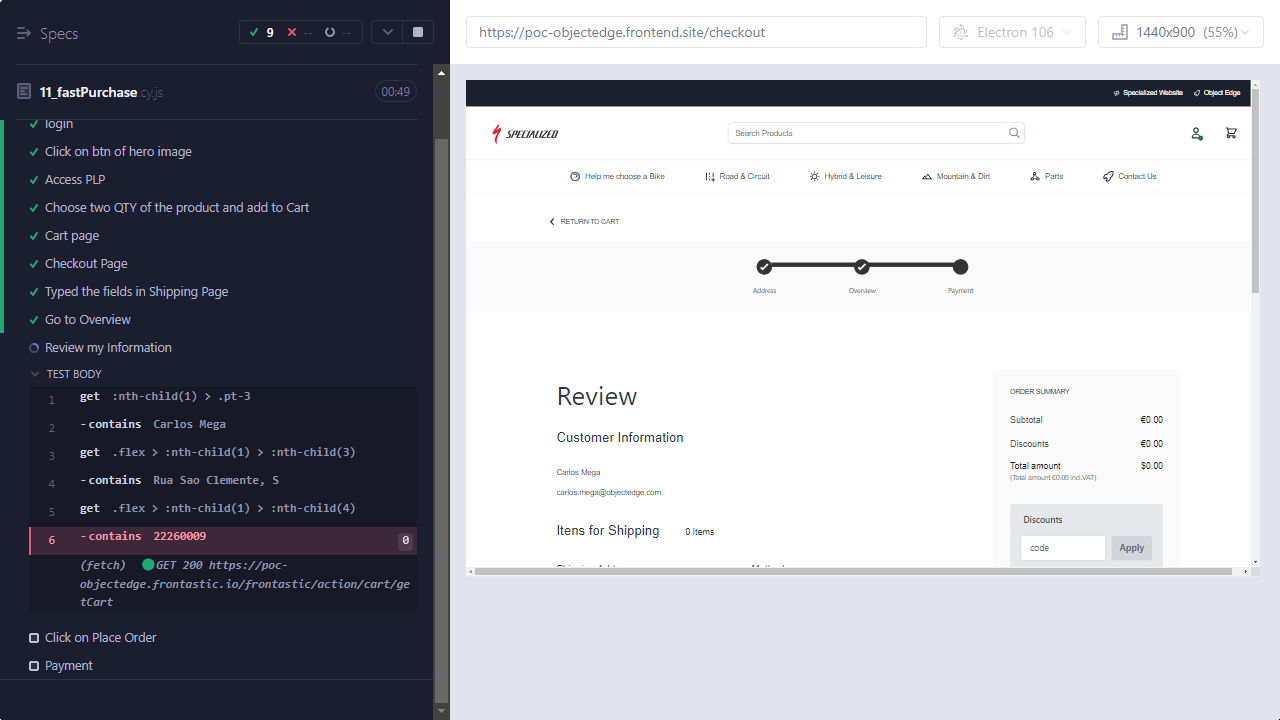 Specs
9
--
--
11_fastPurchase cy.js
00:49
login
Click on btn of hero image
Access PLP
Choose two QTY of the product and add to Cart
Cart page
Checkout Page
Typed the fields in Shipping Page
Go to Overview
Review my Information
TEST BODY
1 get :nth-child(1) > .pt-3
2 -contains Carlos Mega
3 get .flex > :nth-child(1) > :nth-child(3)
4 -contains Rua Sao Clemente, S
5 get .flex > :nth-child(1) > :nth-child(4)
6 -contains 22260009 0
(fetch) GET 200 https://poc-
objectedge.frontastic.io/frontastic/action/cart/ge
tCart
Click on Place Order
Payment
https://poc-objectedge.frontend.site/checkout
Electron 106
1440x900 (55%)
Specialized Website
Object Edge
SPECIALIZED
Search Products
Help me choose a Bike
Road & Circuit
Hybrid & Leisure
Mountain & Dirt
Parts
Contact Us
RETURN TO CART
Address
Overview
Payment
Review
Customer Information
Carlos Mega
carlos.mega@objectedge.com
Itens for Shipping 0 Items
ORDER SUMMARY
Subtotal €0.00
Discounts €0.00
Total amount $0.00
(Total amount €0.00 incl.VAT)
Discounts
code
Apply